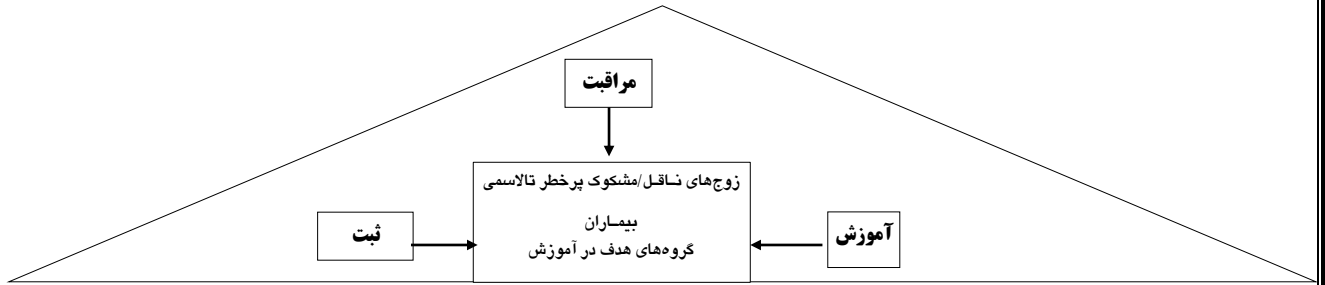 مراقبت
زوج‌های ناقل/مشکوک پرخطر تالاسمی
بیماران
گروه‌های هدف در آموزش
آموزش
ثبت